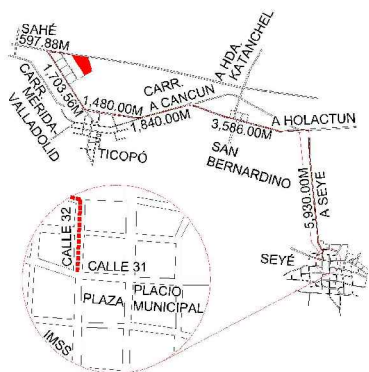 SAHÉ
597.88M
,703.56M
CARR.
MERIDA-
VALLADOLID
1,480.00M
TICOPÓ
CARR.
A CANCUN
1,840.00M
A HDA.
KATANCHEL
3,586.00M
A HOLACTUN
SAN
BERNARDINO
5,930.00M
A SEYE
SEYÉ
CALLE 32
CALLE 31
PLAZA
PLACIO
MUNICIPAL
IMSS